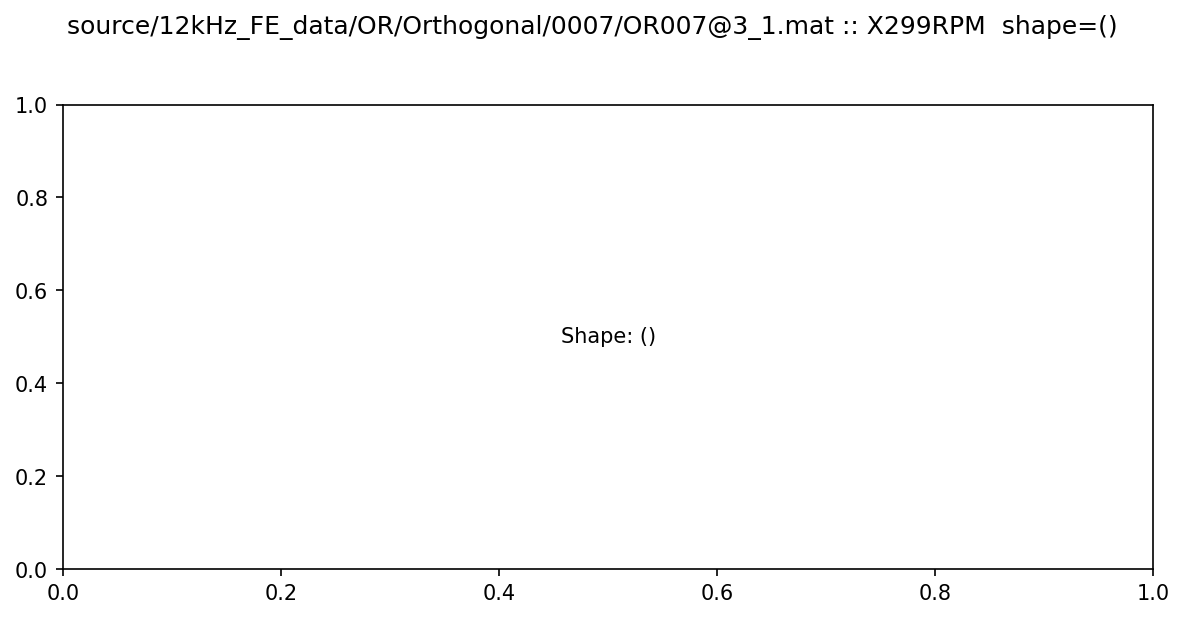 source/12kHz_FE_data/OR/Orthogonal/0007/OR007@3_1.mat :: X299RPM  shape=()
1.0
0.8
0.6
Shape: ()
0.4
0.2
0.0
0.0 0.2 0.4 0.6 0.8 1.0